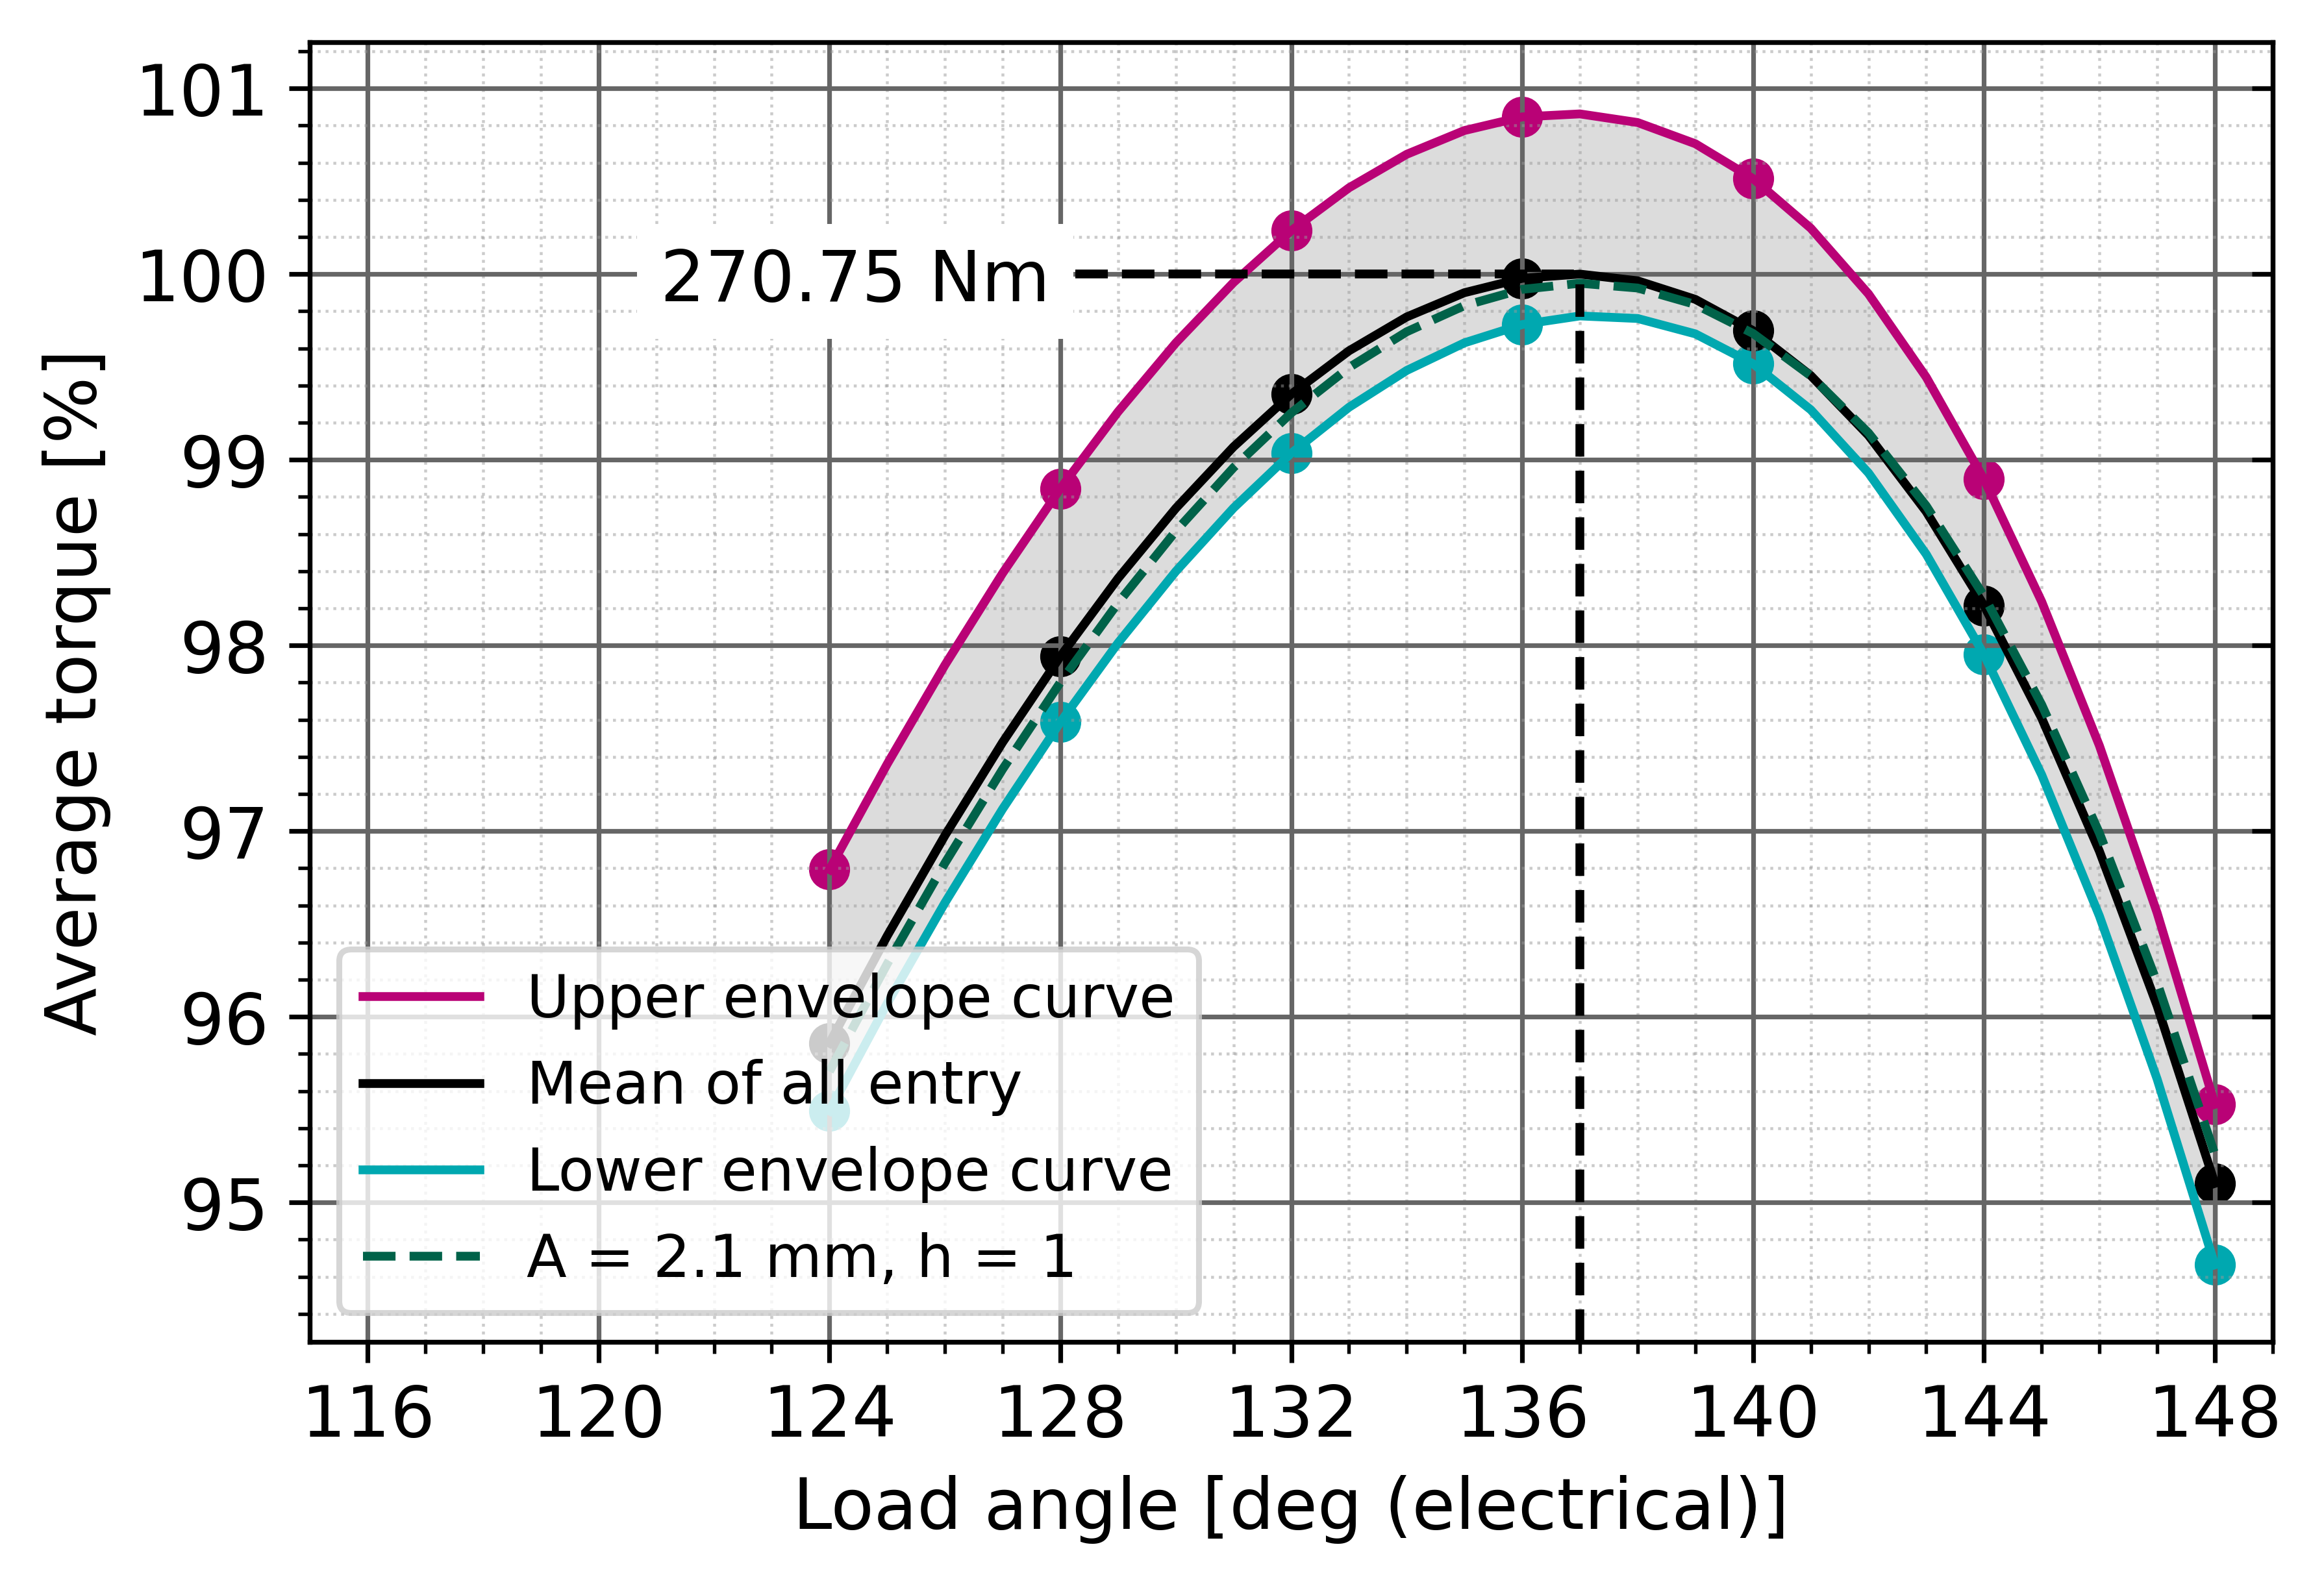 101
100
99
98
97
96
95
Average torque [%]
270.75 Nm
Upper envelope curve
Mean of all entry
Lower envelope curve
A = 2.1 mm, h = 1
116 120 124 128 132 136 140 144 148
Load angle [deg (electrical)]